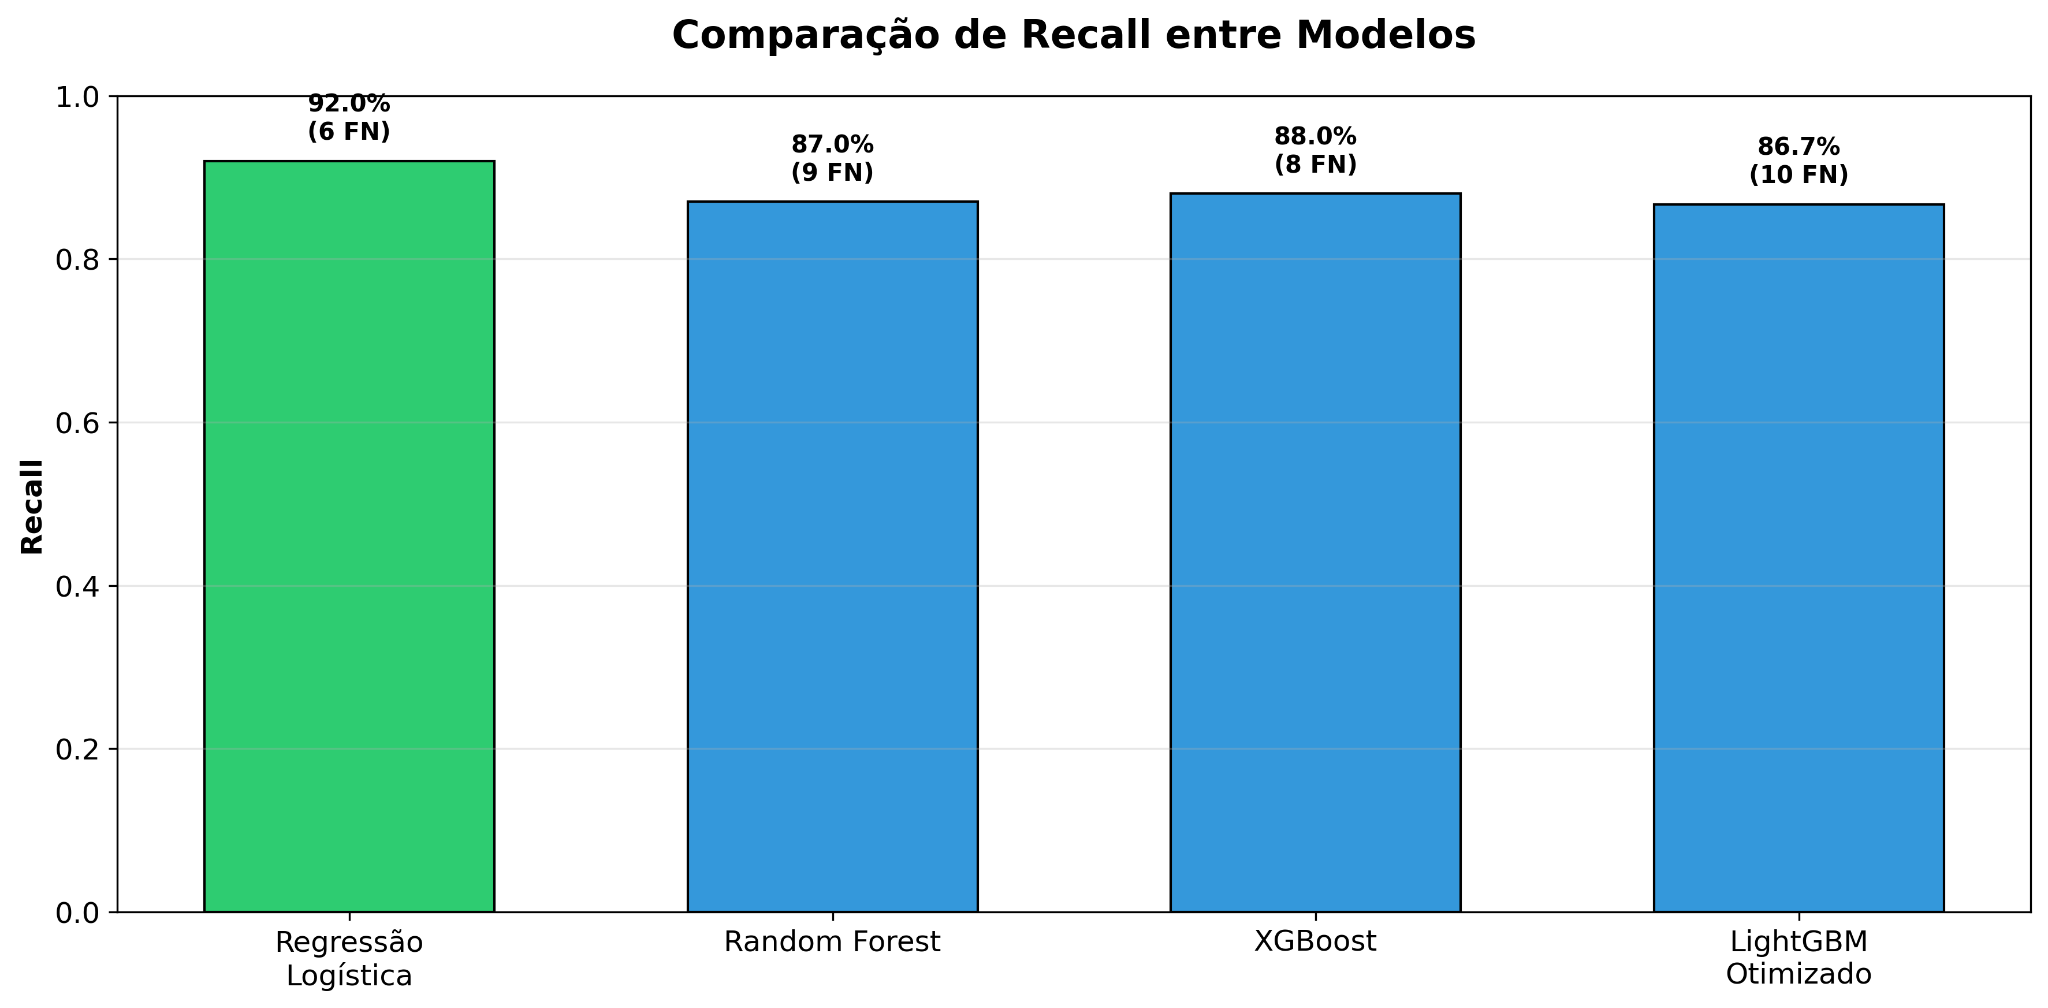 Comparação de Recall entre Modelos
Recall
1.0
0.8
0.6
0.4
0.2
0.0
92.0%
(6 FN)
87.0%
(9 FN)
88.0%
(8 FN)
86.7%
(10 FN)
Regressão
Logística
Random Forest
XGBoost
LightGBM
Otimizado